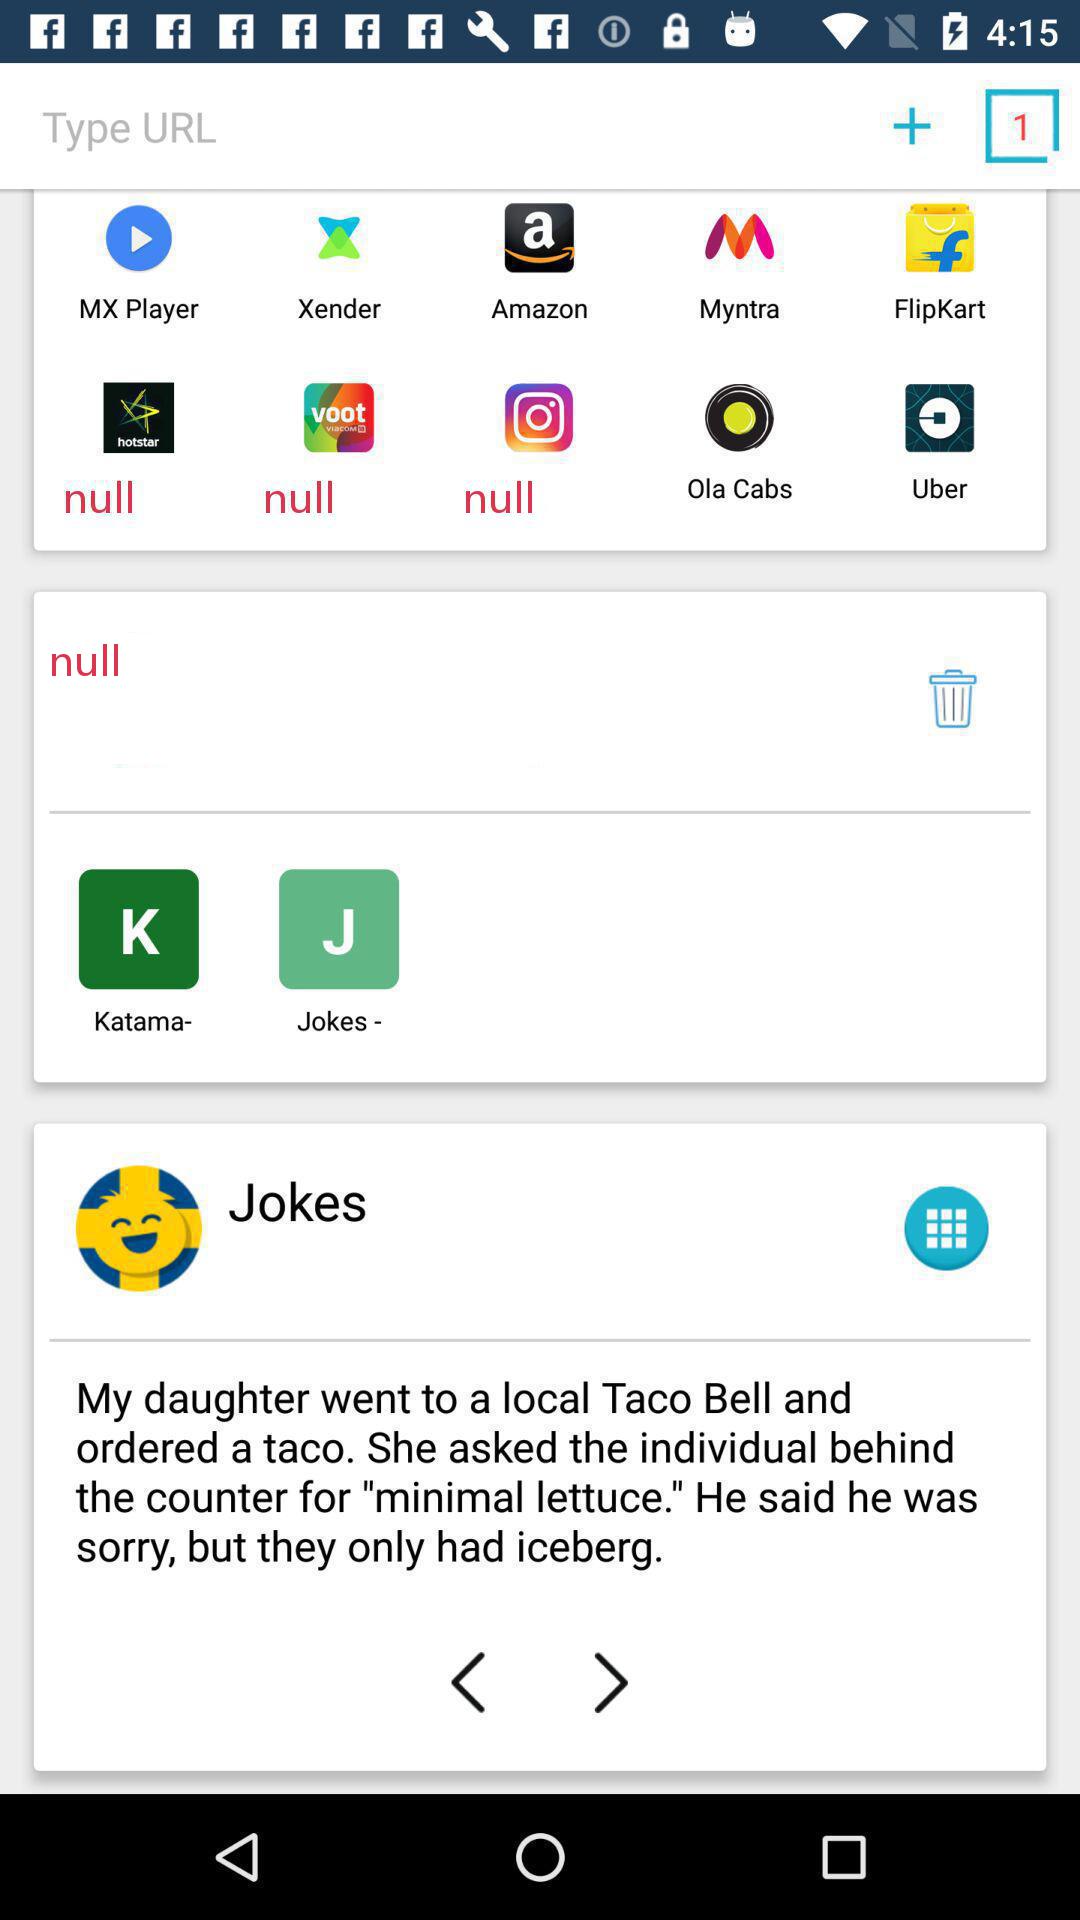 4:15
Type URL
1
MX Player Xender Amazon Myntra FlipKart
a
hotstar
voot
VIACOM18
null null null Ola Cabs Uber
null
K J
Katama- Jokes -
Jokes
My daughter went to a local Taco Bell and
ordered a taco. She asked the individual behind
the counter for "minimal lettuce." He said he was
sorry, but they only had iceberg.